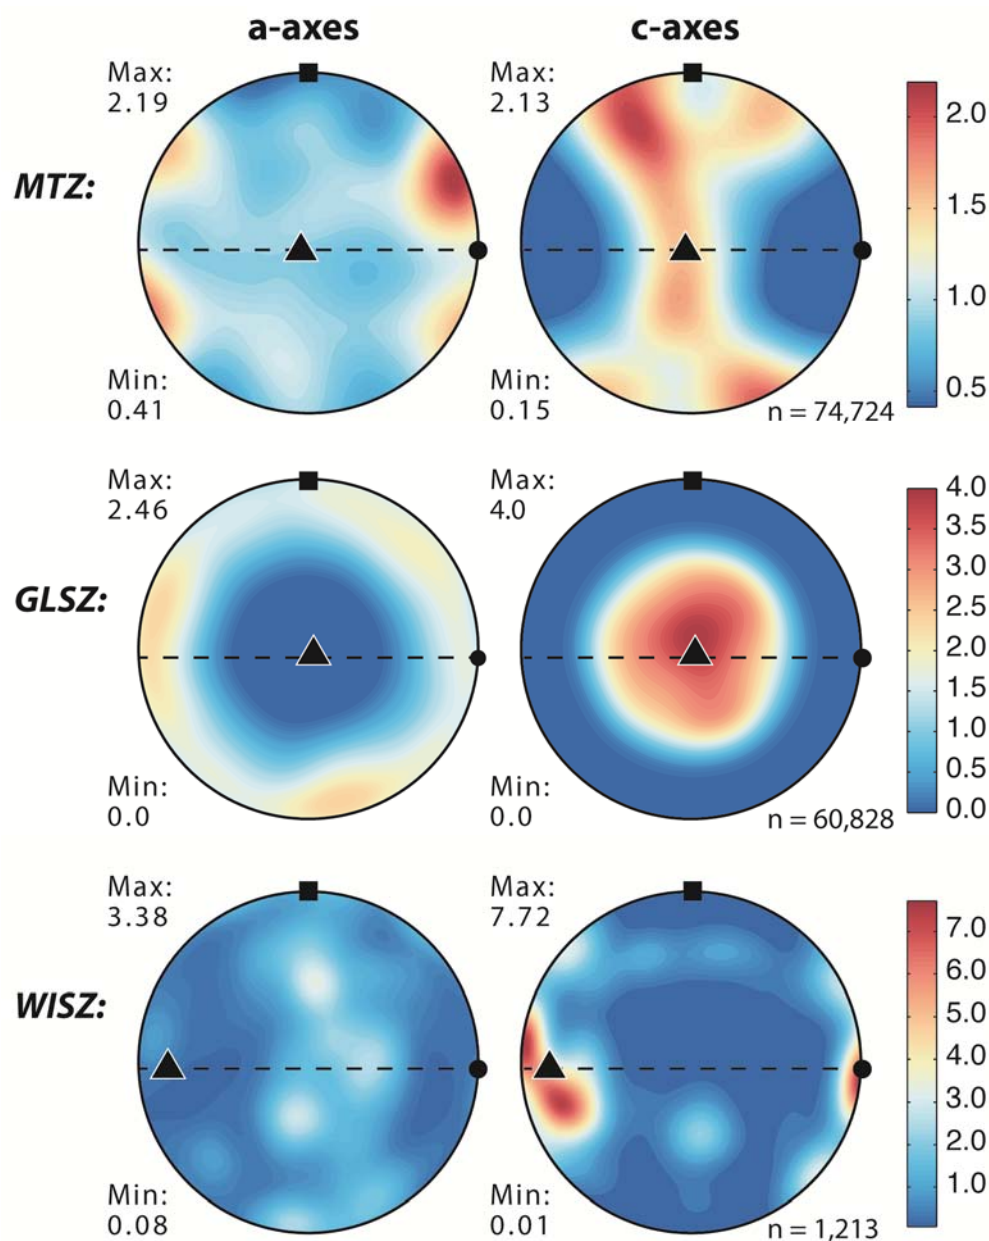 a-axes c-axes
Max:
2.19
Max:
2.13
MTZ:
Min:
0.41
Min:
0.15
n = 74,724
2.0
1.5
1.0
0.5
Max:
2.46
Max:
4.0
GLSZ:
Min:
0.0
Min:
0.0
n = 60,828
4.0
3.5
3.0
2.5
2.0
1.5
1.0
0.5
0.0
Max:
3.38
Max:
7.72
WISZ:
Min:
0.08
Min:
0.01
n = 1,213
7.0
6.0
5.0
4.0
3.0
2.0
1.0